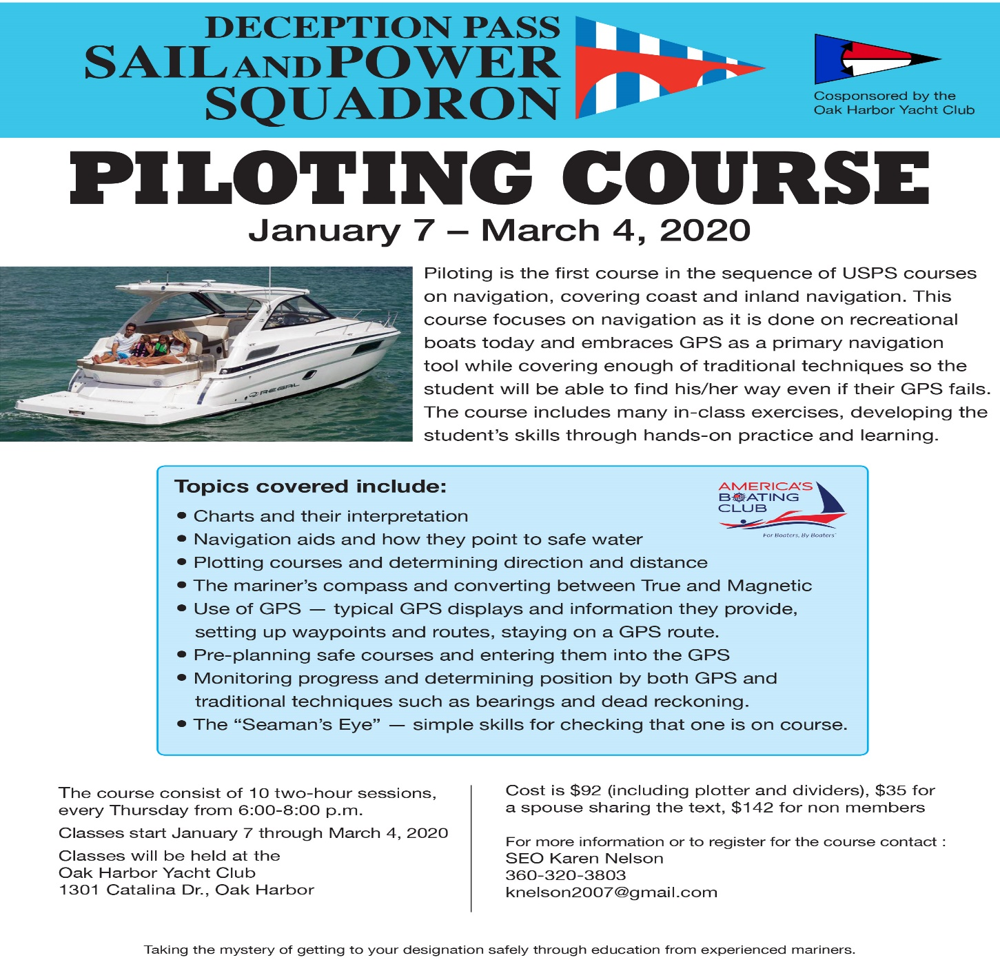 DECEPTION PASS
SAIL AND POWER
SQUADRON
Cosponsored by the
Oak Harbor Yacht Club
PILOTING COURSE
January 7 – March 4, 2020
REGAL
Piloting is the first course in the sequence of USPS courses
on navigation, covering coast and inland navigation. This
course focuses on navigation as it is done on recreational
boats today and embraces GPS as a primary navigation
tool while covering enough of traditional techniques so the
student will be able to find his/her way even if their GPS fails.
The course includes many in-class exercises, developing the
student’s skills through hands-on practice and learning.
Topics covered include:
AMERICA'S
BOATING
CLUB
For Boaters, By Boaters
• Charts and their interpretation
• Navigation aids and how they point to safe water
• Plotting courses and determining direction and distance
• The mariner’s compass and converting between True and Magnetic
• Use of GPS — typical GPS displays and information they provide,
setting up waypoints and routes, staying on a GPS route.
• Pre-planning safe courses and entering them into the GPS
• Monitoring progress and determining position by both GPS and
traditional techniques such as bearings and dead reckoning.
• The “Seaman’s Eye” — simple skills for checking that one is on course.
The course consist of 10 two-hour sessions,
every Thursday from 6:00-8:00 p.m.
Classes start January 7 through March 4, 2020
Classes will be held at the
Oak Harbor Yacht Club
1301 Catalina Dr., Oak Harbor
Cost is $92 (including plotter and dividers), $35 for
a spouse sharing the text, $142 for non members
For more information or to register for the course contact :
SEO Karen Nelson
360-320-3803
knelson2007@gmail.com
Taking the mystery of getting to your designation safely through education from experienced mariners.